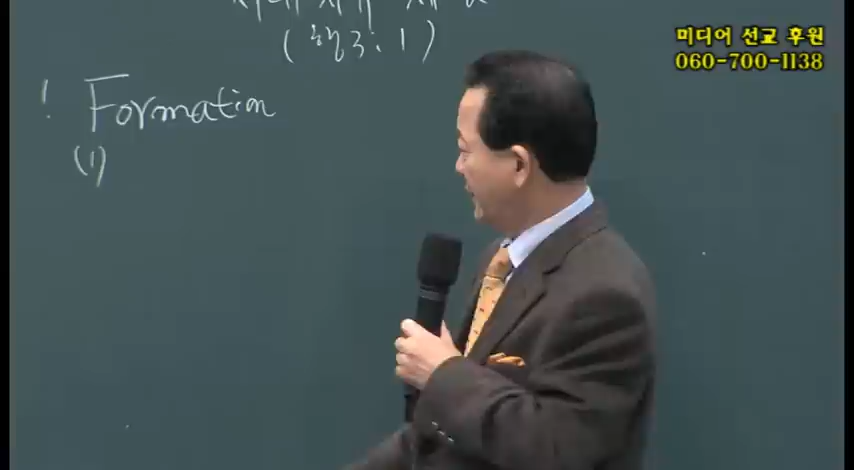 (행3:1)
! Formation
(1)
미디어 선교 후원
060-700-1138